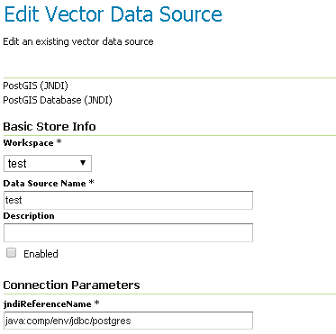 Edit Vector Data Source
Edit an existing vector data source
PostGIS (JNDI)
PostGIS Database (JNDI)
Basic Store Info
Workspace *
test
Data Source Name *
test
Description
Enabled
Connection Parameters
jndiReferenceName *
java:comp/env/jdbc/postgres